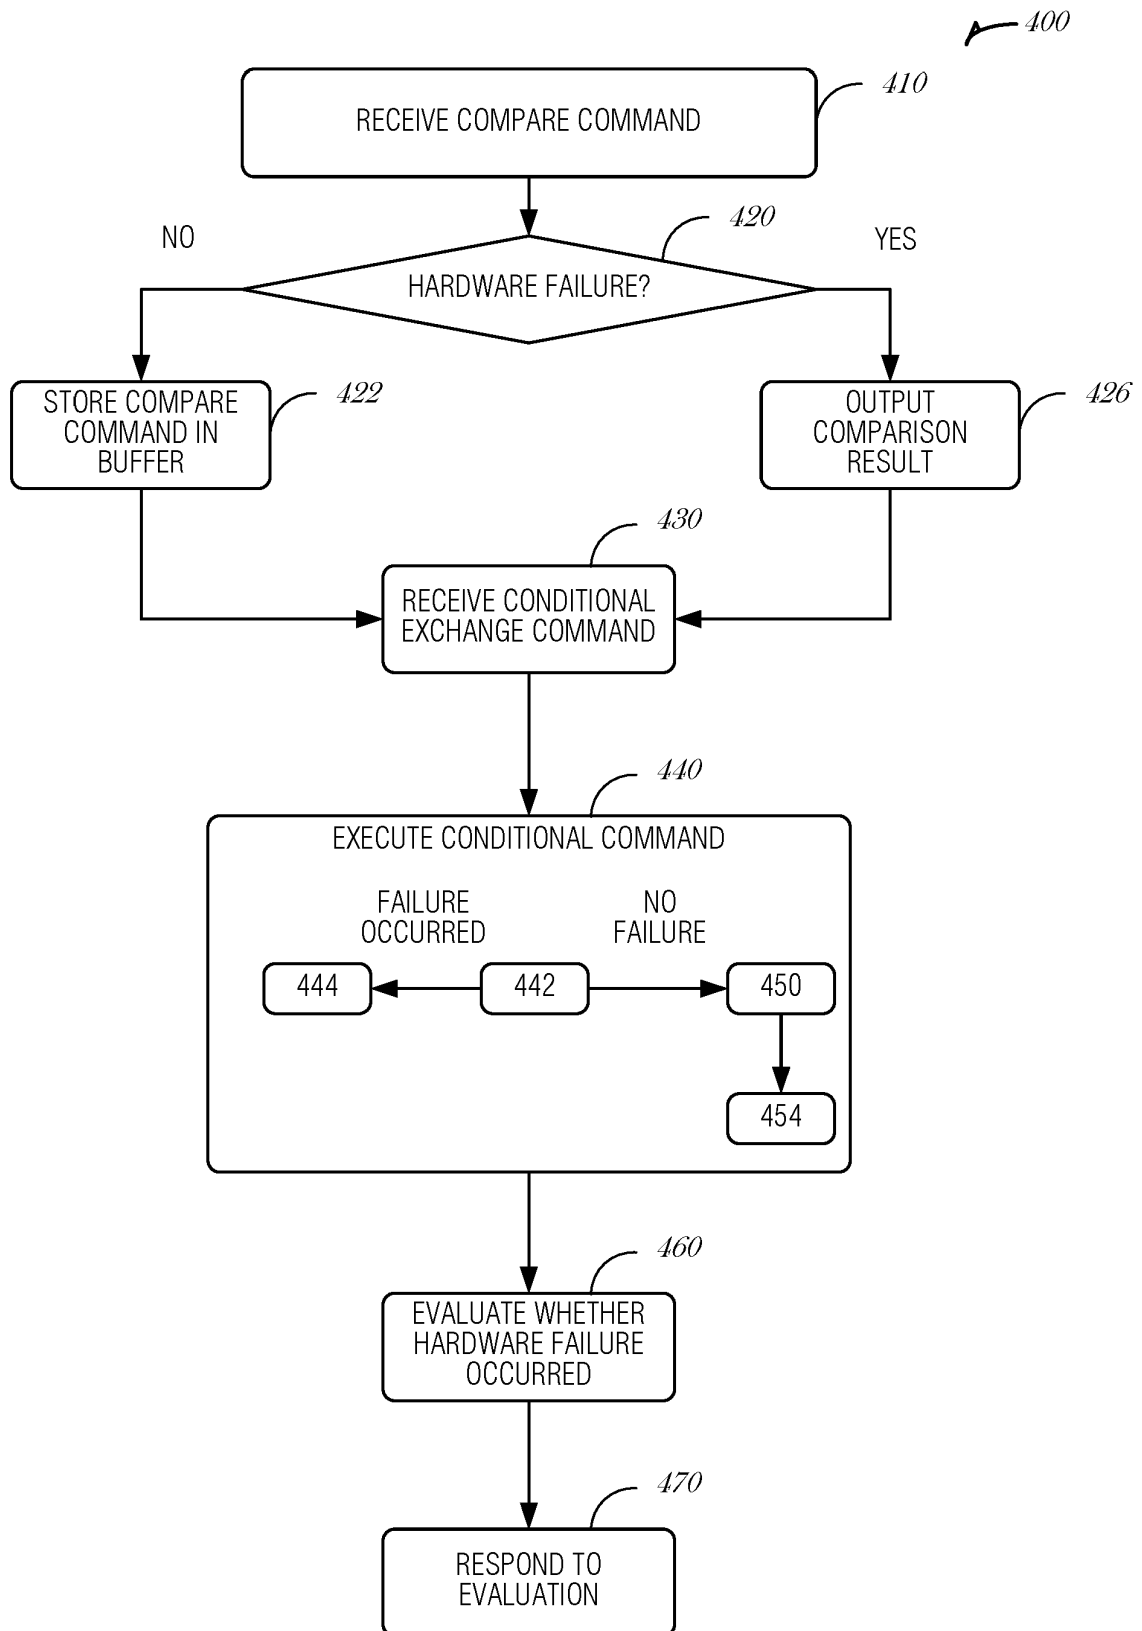 400
RECEIVE COMPARE COMMAND
410
420
NO
YES
HARDWARE FAILURE?
STORE COMPARE
COMMAND IN
BUFFER
422
OUTPUT
COMPARISON
RESULT
426
430
RECEIVE CONDITIONAL
EXCHANGE COMMAND
440
EXECUTE CONDITIONAL COMMAND
FAILURE
OCCURRED
NO
FAILURE
444
442
450
454
460
EVALUATE WHETHER
HARDWARE FAILURE
OCCURRED
470
RESPOND TO
EVALUATION